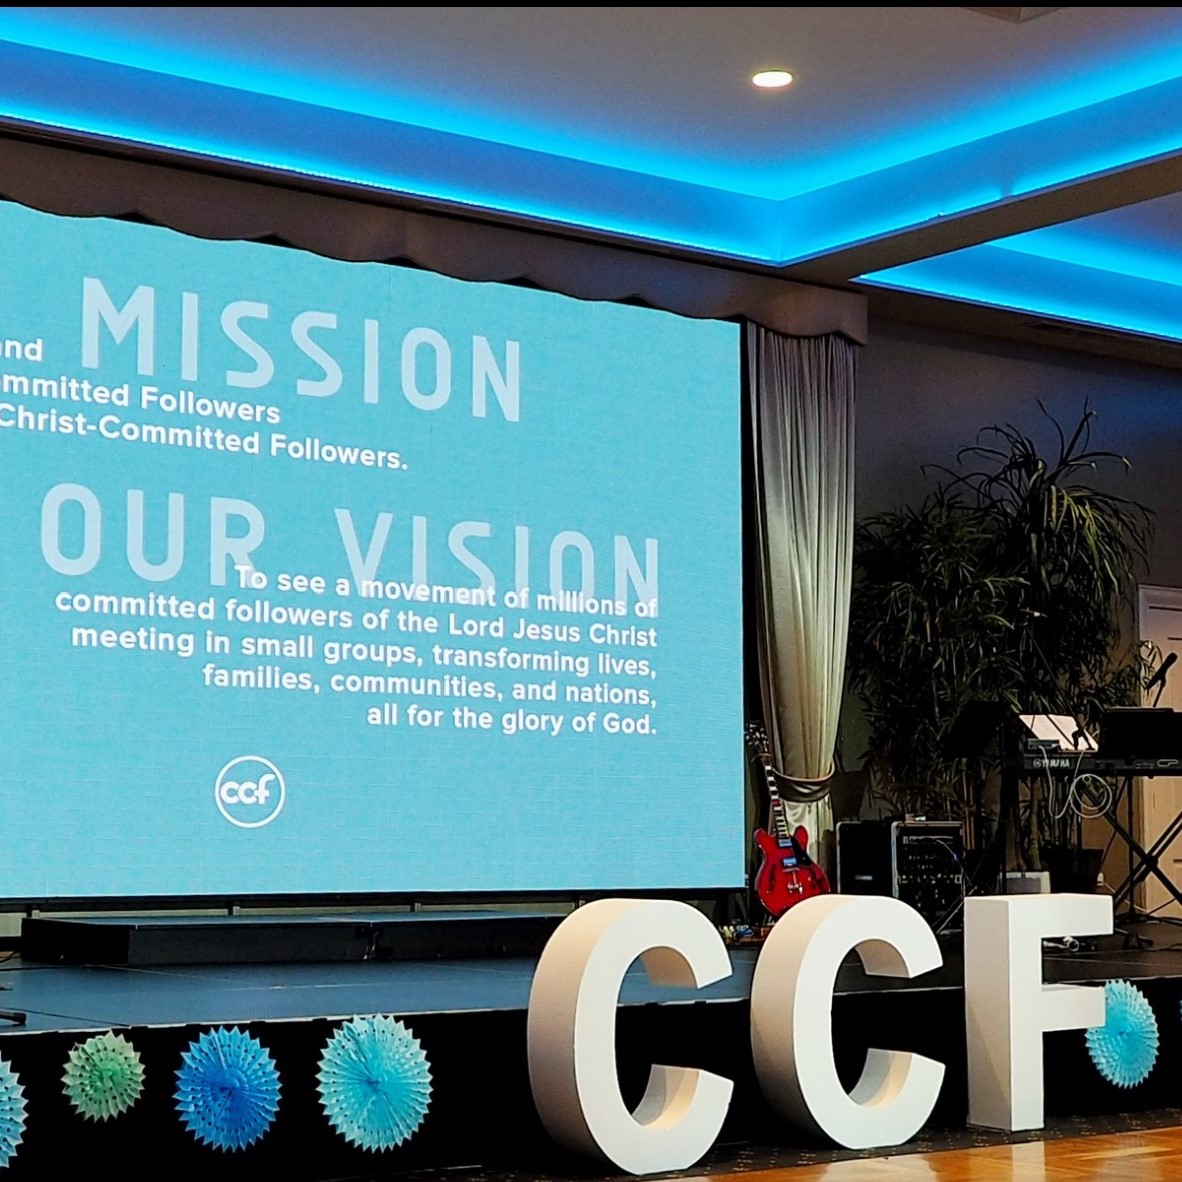 MISSION
and
ommitted Followers
Christ-Committed Followers.
OUR VISION
To see a movement of millions of
committed followers of the Lord Jesus Christ
meeting in small groups, transforming lives,
families, communities, and nations,
all for the glory of God.
ccf
YAMAHA
CCF